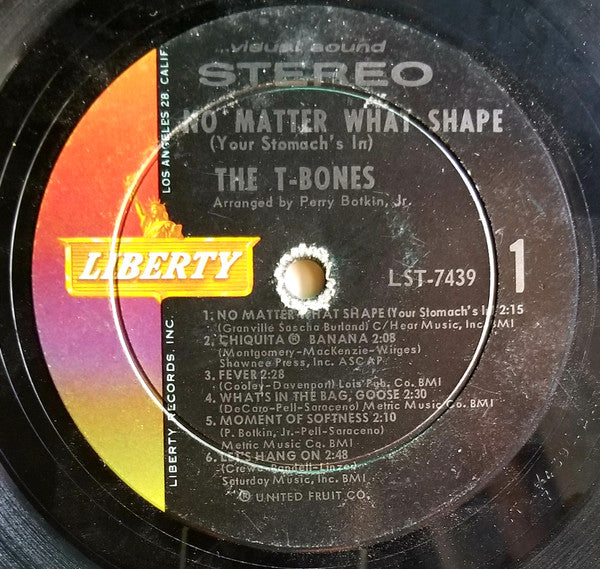 ...visual sound
STEREO
NO MATTER WHAT SHAPE
(Your Stomach's In)
THE T-BONES
Arranged by Perry Botkin, Jr.
LIBERTY
LST-7439
1
1. NO MATTER WHAT SHAPE (Your Stomach's In) 2:15
(Granville Sascha Burland) C/Hear Music, Inc. BMI
2. CHIQUITA ® BANANA 2:08
(Montgomery-MacKenzie-Wirges)
Shawnee Press, Inc. ASCAP
3. FEVER 2:28
(Cooley-Davenport) Lois Pub. Co. BMI
4. WHAT'S IN THE BAG, GOOSE 2:30
(DeCaro-Pell-Saraceno) Metric Music Co. BMI
5. MOMENT OF SOFTNESS 2:10
(P. Botkin, Jr.-Pell-Saraceno)
Metric Music Co. BMI
6. LET'S HANG ON 2:48
(Crewe-Randell-Linzer)
Saturday Music, Inc. BMI
® UNITED FRUIT CO.
LIBERTY RECORDS, INC.
LOS ANGELES 28, CALIF